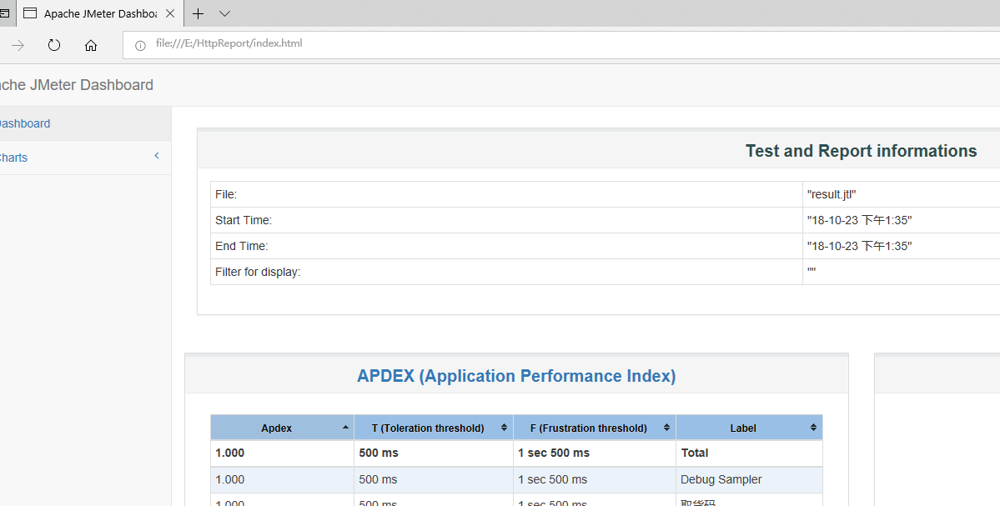 Apache JMeter Dashboa
file:///E:/HttpReport/index.html
ache JMeter Dashboard
Dashboard
Charts
Test and Report informations
File: "result.jtl"
Start Time: "18-10-23 下午1:35"
End Time: "18-10-23 下午1:35"
Filter for display: ""
APDEX (Application Performance Index)
Apdex T (Toleration threshold) F (Frustration threshold) Label
1.000 500 ms 1 sec 500 ms Total
1.000 500 ms 1 sec 500 ms Debug Sampler
1.000 500 ms 1 sec 500 ms 取货码